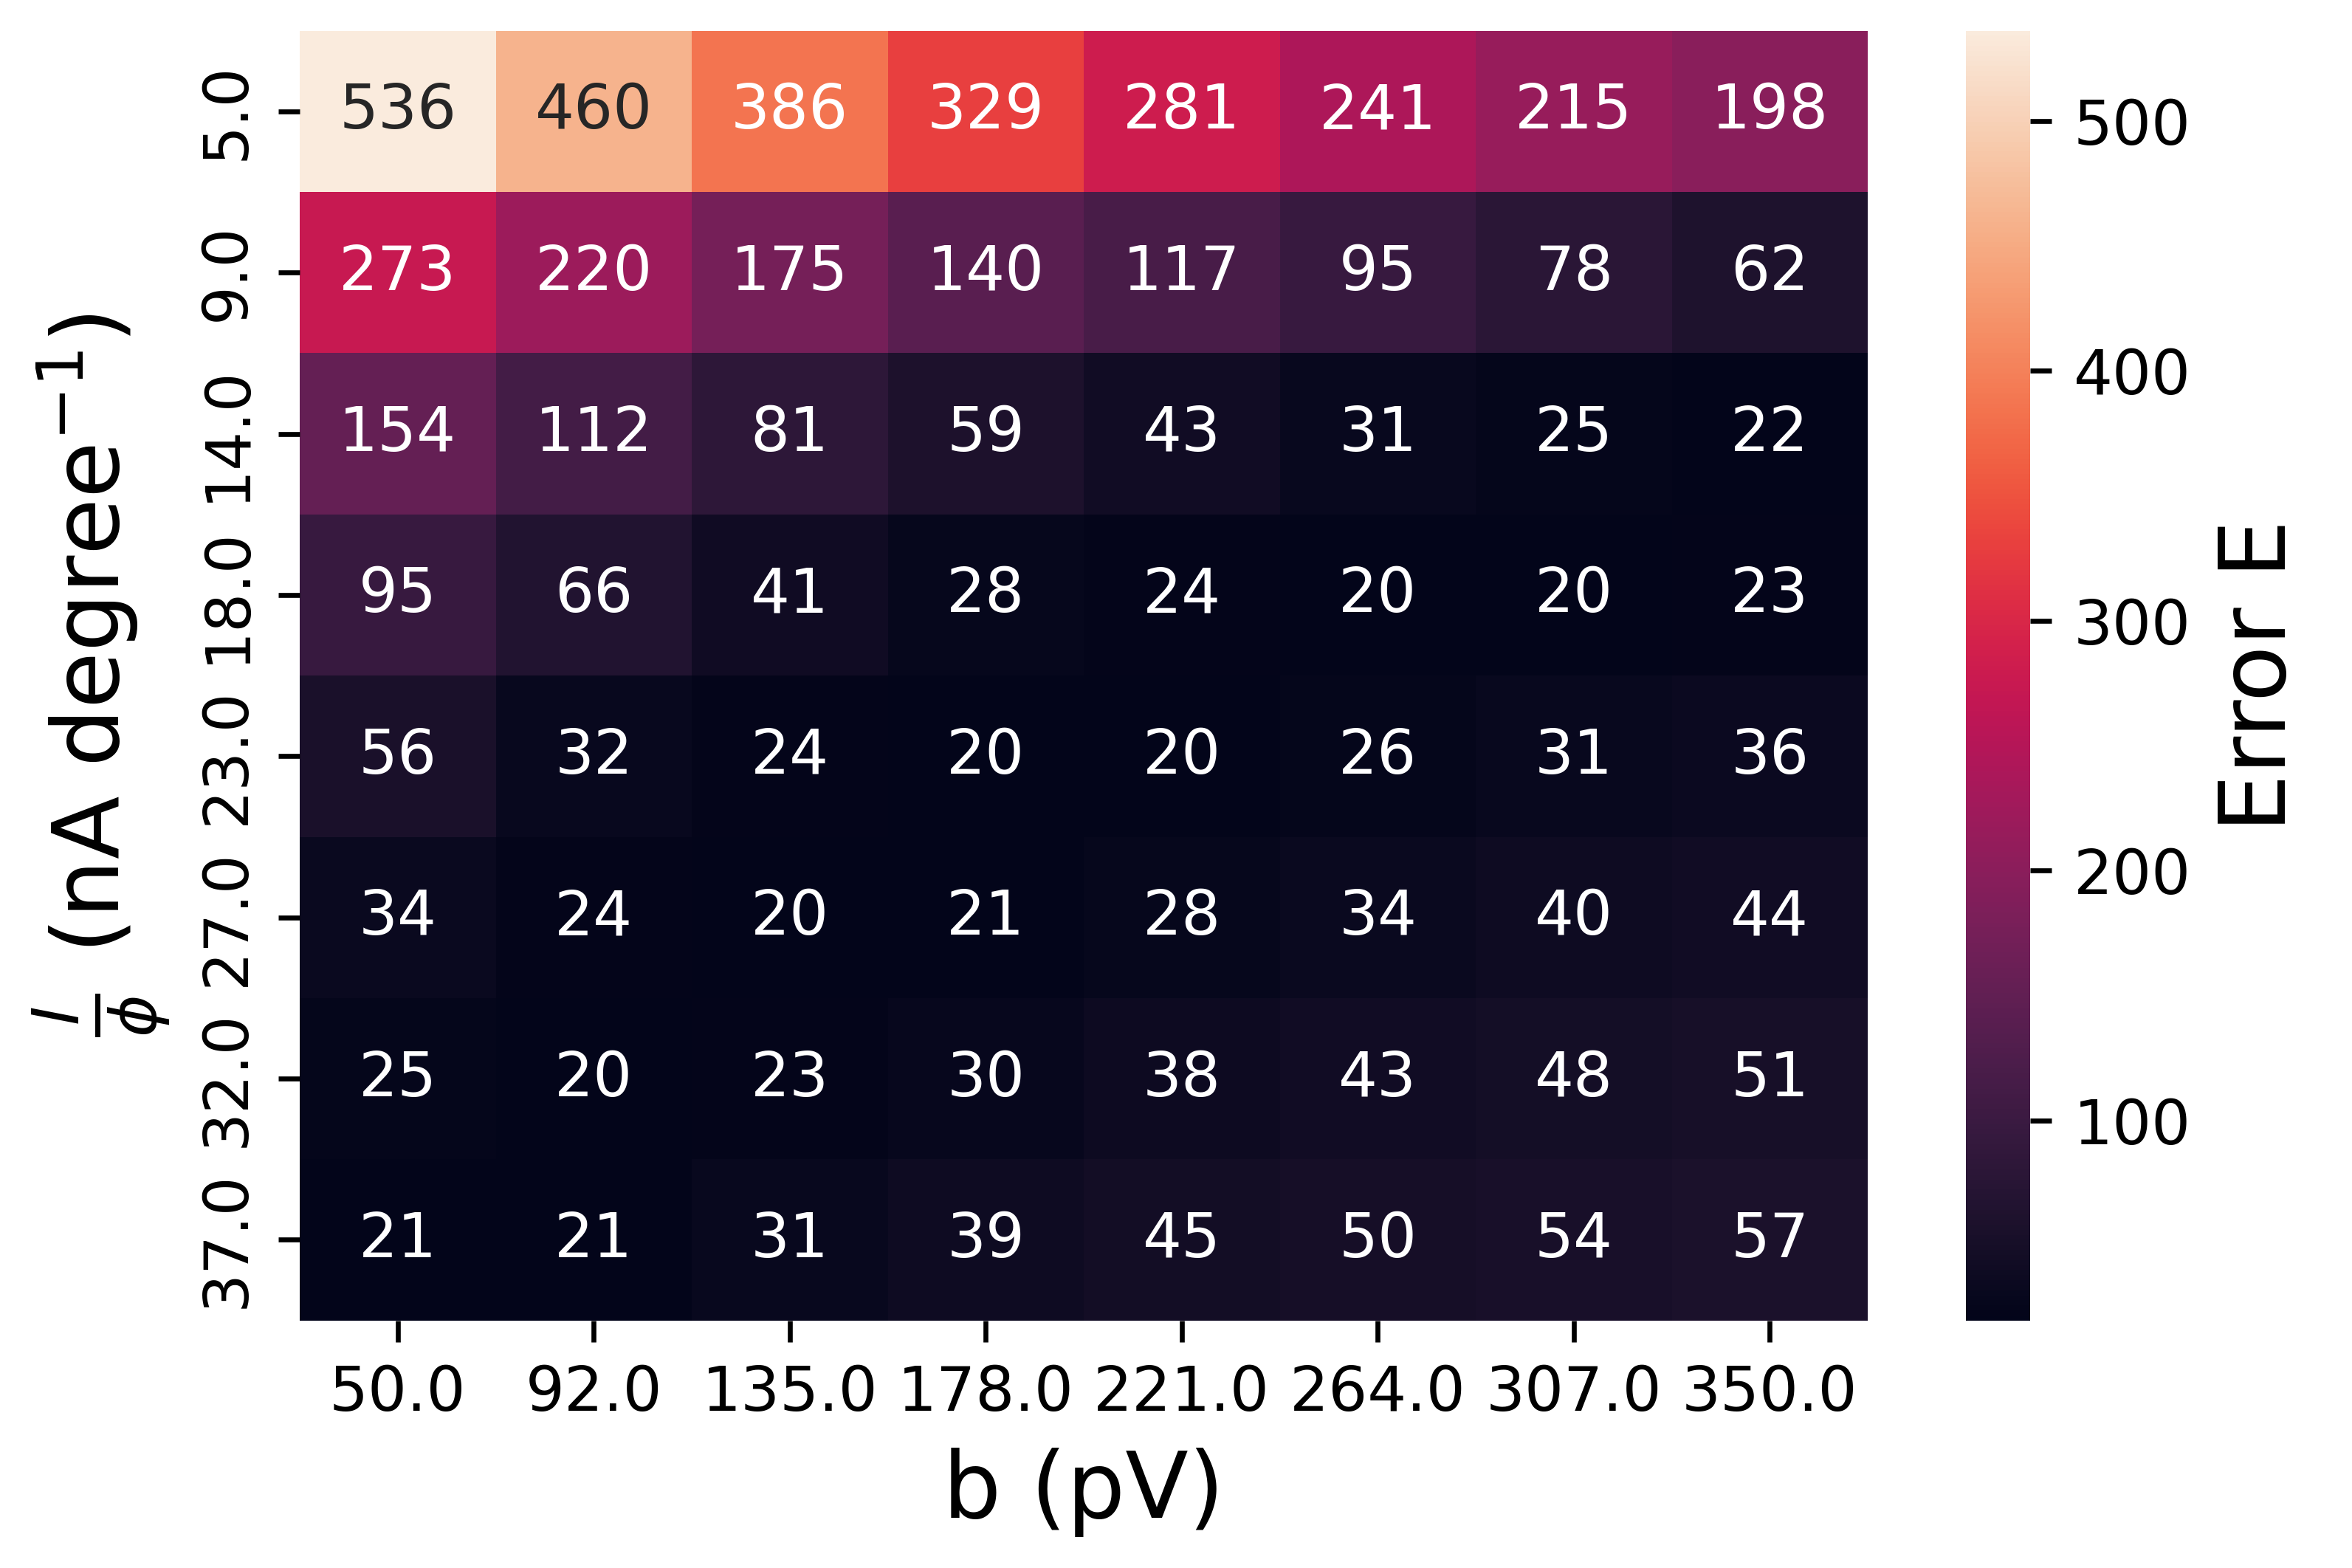 5.0 536 460 386 329 281 241 215 198
9.0 273 220 175 140 117 95 78 62
14.0 154 112 81 59 43 31 25 22
18.0 95 66 41 28 24 20 20 23
23.0 56 32 24 20 20 26 31 36
27.0 34 24 20 21 28 34 40 44
32.0 25 20 23 30 38 43 48 51
37.0 21 21 31 39 45 50 54 57
50.0 92.0 135.0 178.0 221.0 264.0 307.0 350.0
b (pV)
I/ϕ (nA degree⁻¹)
500
400
300
200
100
Error E